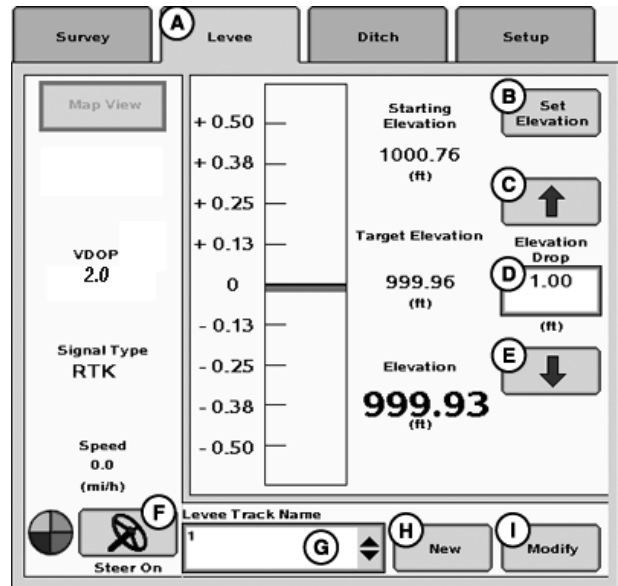 Survey
A
Levee
Ditch
Setup
Map View
VDOP
2.0
Signal Type
RTK
Speed
0.0
(mi/h)
F
Steer On
+ 0.50
+ 0.38
+ 0.25
+ 0.13
0
- 0.13
- 0.25
- 0.38
- 0.50
Starting
Elevation
1000.76
(ft)
Target Elevation
999.96
(ft)
Elevation
999.93
(ft)
B
Set
Elevation
C
Elevation
Drop
D
1.00
(ft)
E
Levee Track Name
1
G
H
New
I
Modify